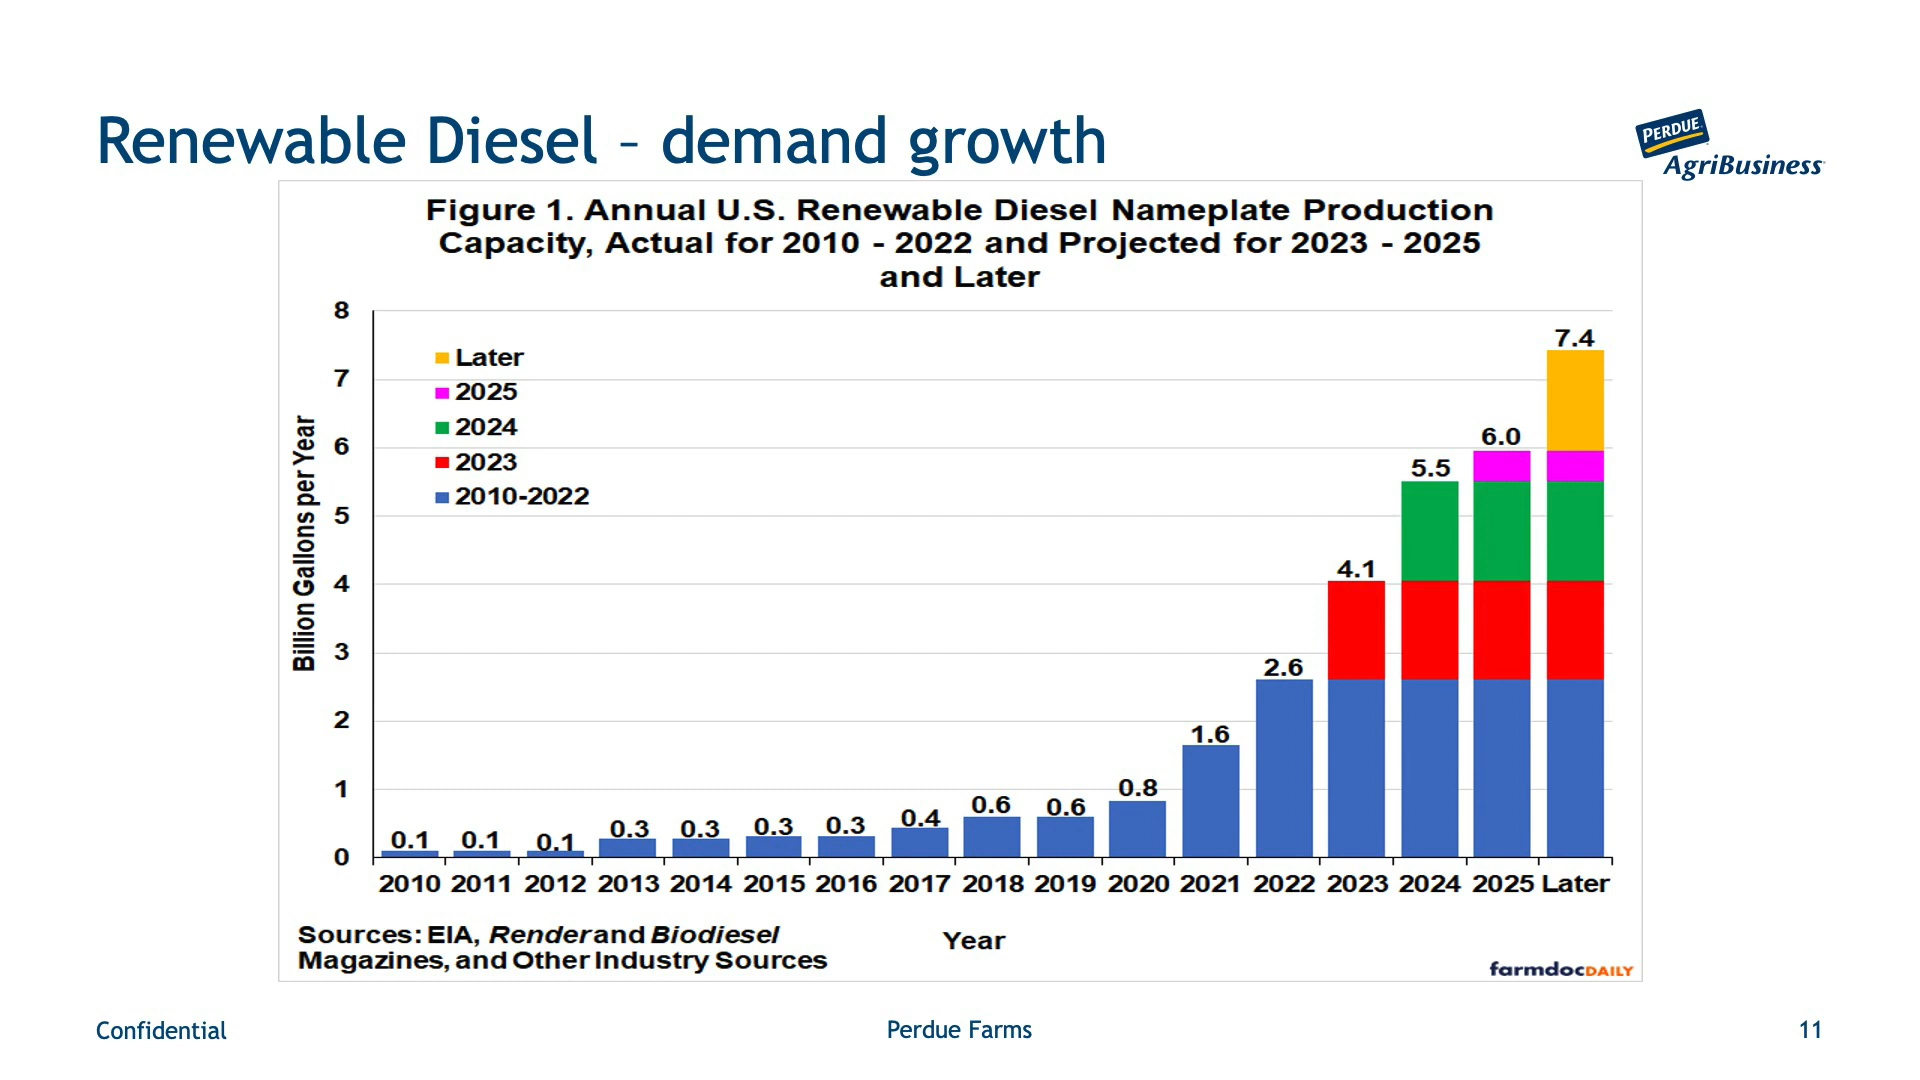 Renewable Diesel – demand growth
PERDUE
AgriBusiness
Figure 1. Annual U.S. Renewable Diesel Nameplate Production
Capacity, Actual for 2010 - 2022 and Projected for 2023 - 2025
and Later
Billion Gallons per Year
8
7
6
5
4
3
2
1
0
Later
2025
2024
2023
2010-2022
0.1
0.1
0.1
0.3
0.3
0.3
0.3
0.4
0.6
0.6
0.8
1.6
2.6
4.1
5.5
6.0
7.4
2010 2011 2012 2013 2014 2015 2016 2017 2018 2019 2020 2021 2022 2023 2024 2025 Later
Year
Sources: EIA, Render and Biodiesel
Magazines, and Other Industry Sources
farmdocDAILY
Confidential
Perdue Farms
11